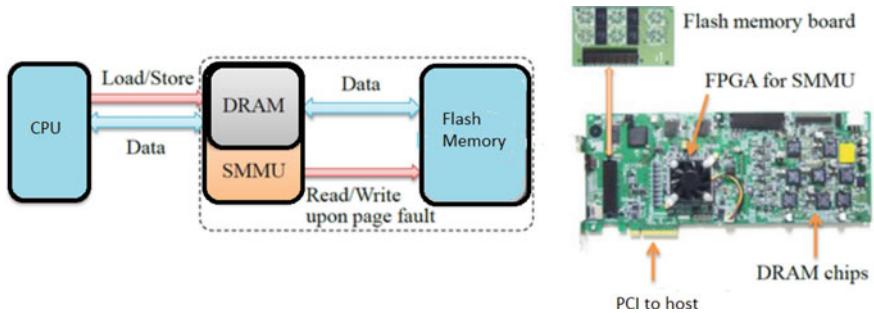 Load/Store
CPU
Data
DRAM
SMMU
Data
Read/Write
upon page fault
Flash
Memory
Flash memory board
FPGA for SMMU
DRAM chips
PCI to host